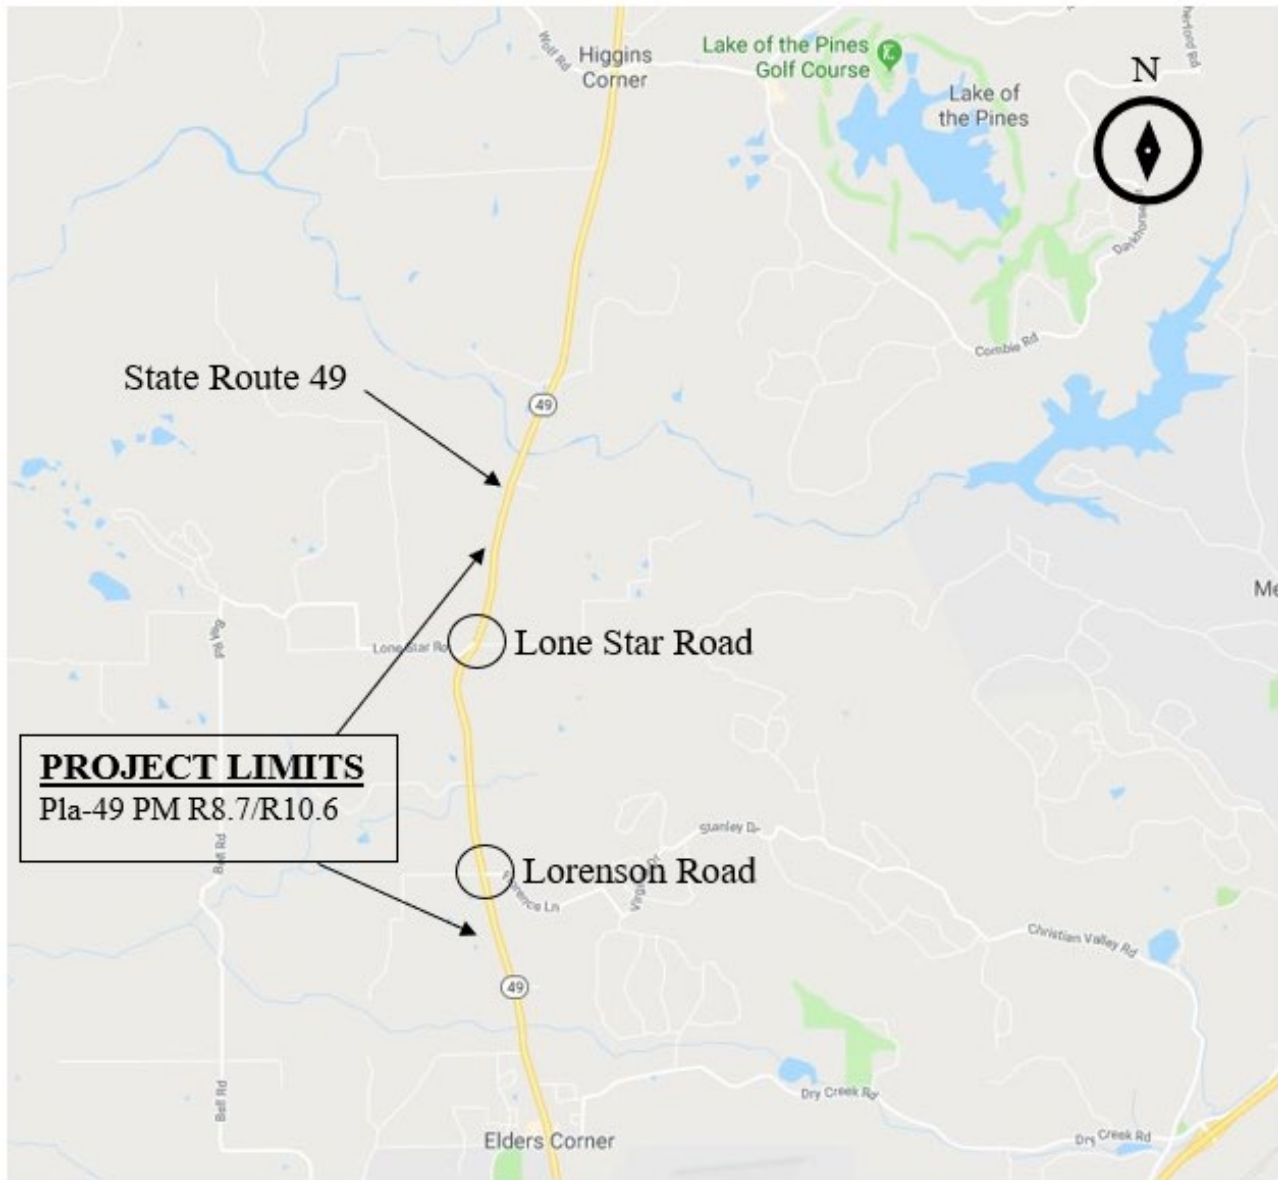 Wolf Rd
Higgins
Corner
Lake of the Pines
Golf Course
Lake of
the Pines
N
Combie Rd
State Route 49
49
Lone Star Rd
Lone Star Road
PROJECT LIMITS
Pla-49 PM R8.7/R10.6
Bell Rd
Stanley Dr
Lorenson Road
Christian Valley Rd
49
Bell Rd
Dry Creek Rd
Dry Creek Rd
Elders Corner